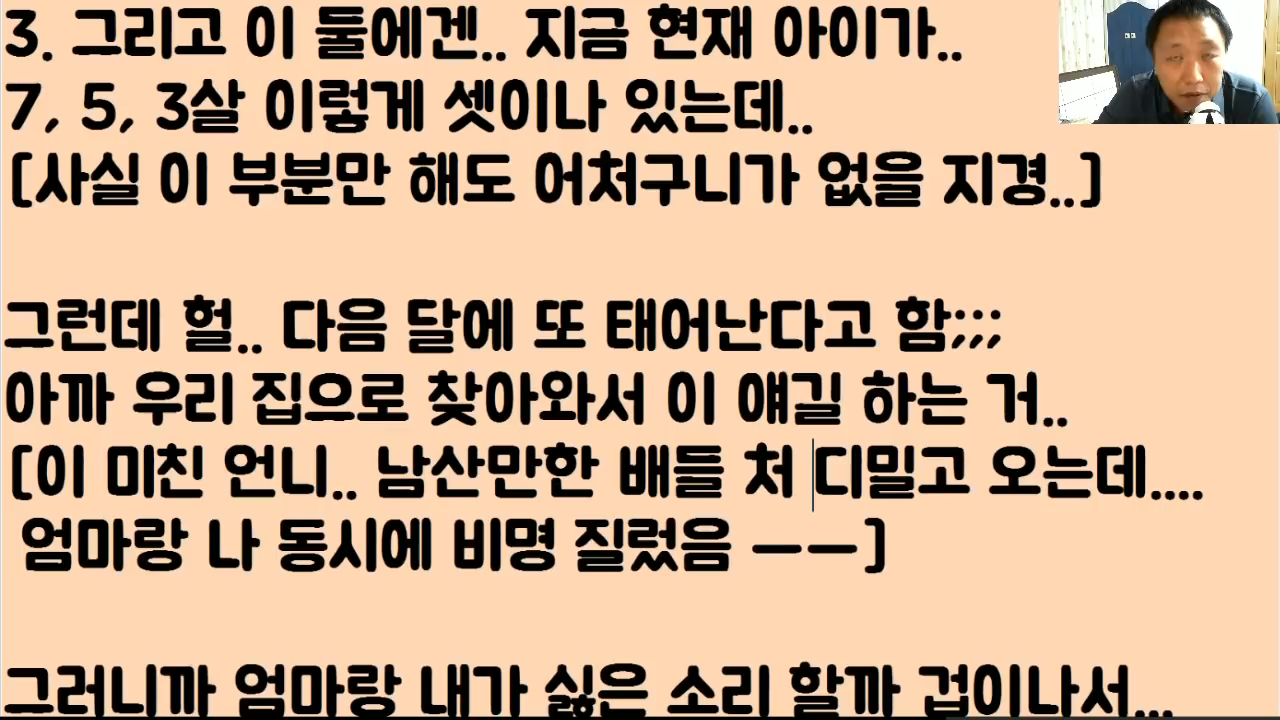 3. 그리고 이 둘에겐.. 지금 현재 아이가..
7, 5, 3살 이렇게 셋이나 있는데..
[사실 이 부분만 해도 어처구니가 없을 지경..]
그런데 헐.. 다음 달에 또 태어난다고 함;;;
아까 우리 집으로 찾아와서 이 얘길 하는 거..
[이 미친 언니.. 남산만한 배들 쳐 디밀고 오는데....
엄마랑 나 동시에 비명 질렀음 ㅡㅡ]
그러니까 엄마랑 내가 싫은 소리 할까 겁이나서...